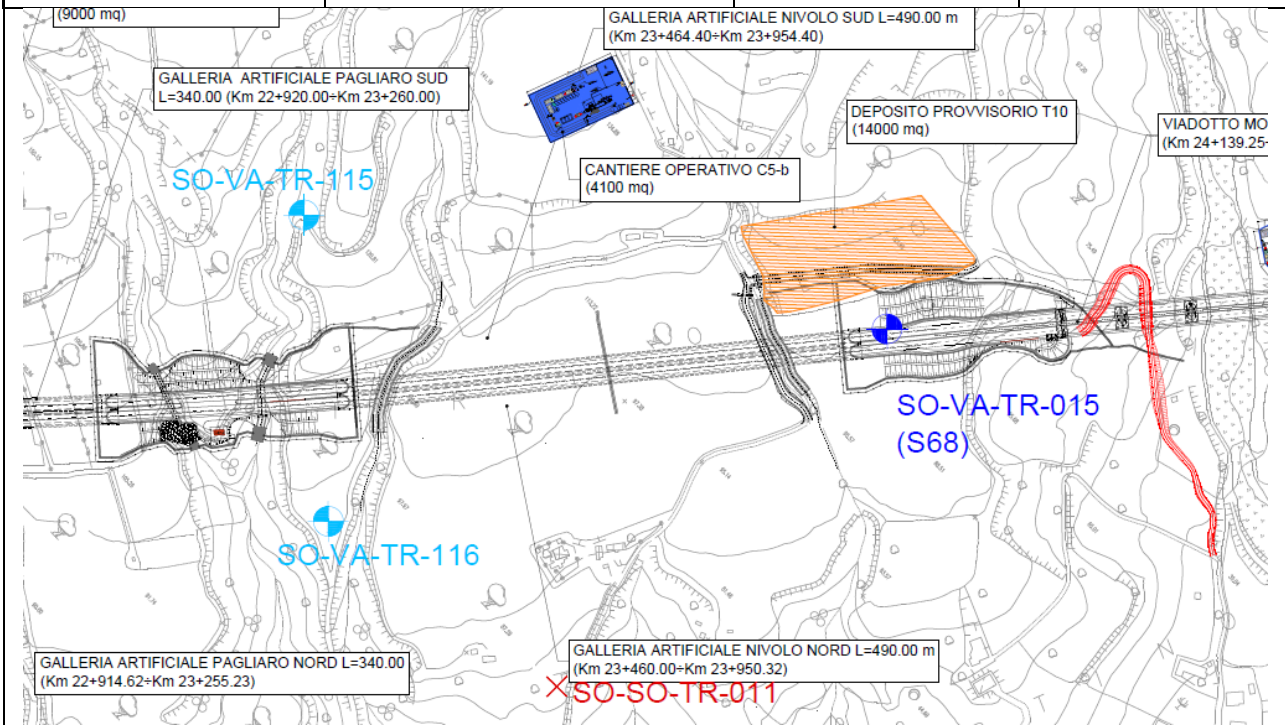 (9000 mq)
GALLERIA ARTIFICIALE NIVOLO SUD L=490.00 m
(Km 23+464.40÷Km 23+954.40)
GALLERIA ARTIFICIALE PAGLIARO SUD
L=340.00 (Km 22+920.00÷Km 23+260.00)
DEPOSITO PROVVISORIO T10
(14000 mq)
VIADOTTO MO
(Km 24+139.25÷
CANTIERE OPERATIVO C5-b
(4100 mq)
SO-VA-TR-115
SO-VA-TR-015
(S68)
SO-VA-TR-116
GALLERIA ARTIFICIALE PAGLIARO NORD L=340.00
(Km 22+914.62÷Km 23+255.23)
GALLERIA ARTIFICIALE NIVOLO NORD L=490.00 m
(Km 23+460.00÷Km 23+950.32)
SO-SO-TR-011